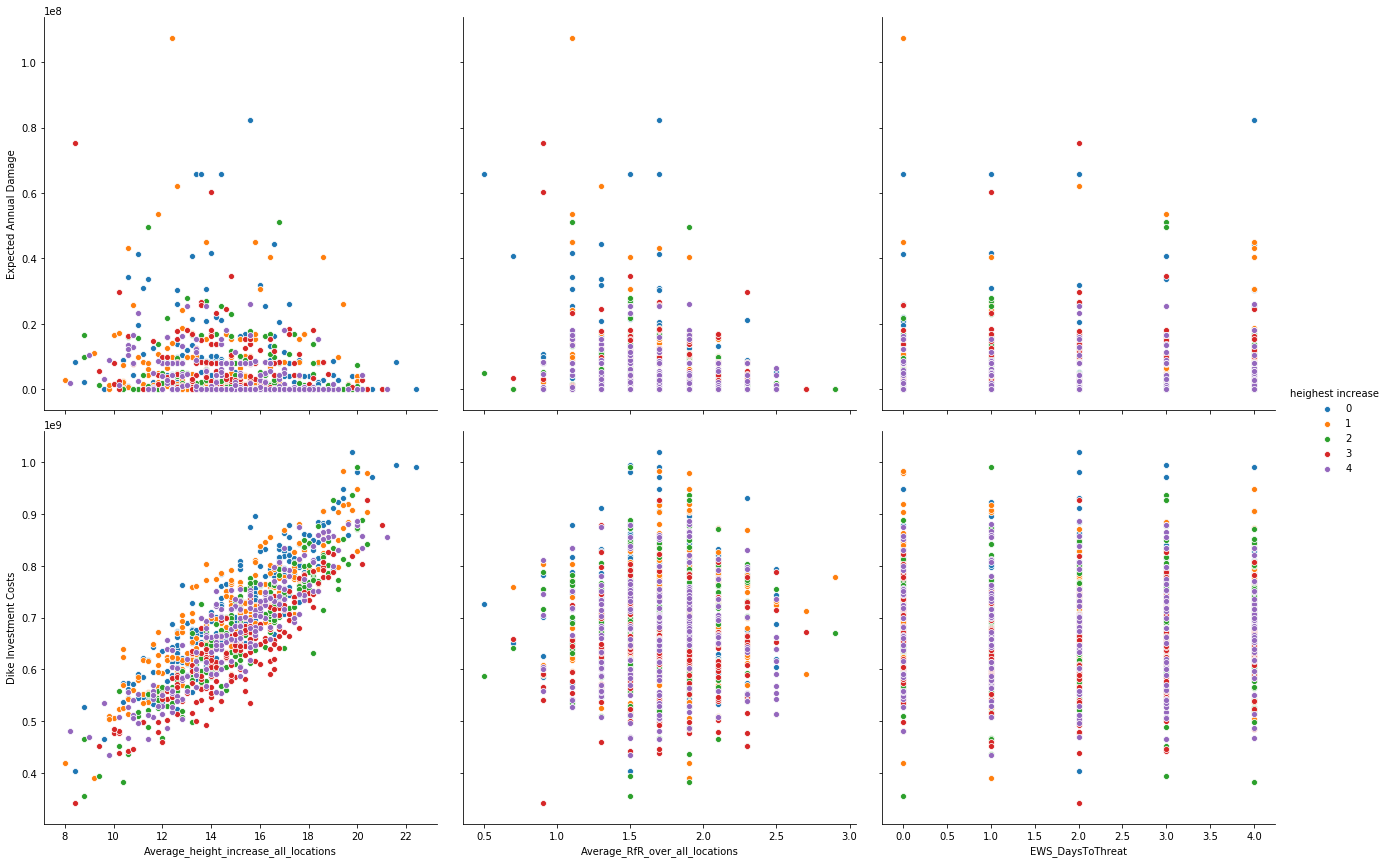 1e8
1.0
0.8
0.6
0.4
0.2
0.0
Expected Annual Damage
1e9
1.0
0.9
0.8
0.7
0.6
0.5
0.4
Dike Investment Costs
8 10 12 14 16 18 20 22
Average_height_increase_all_locations
0.5 1.0 1.5 2.0 2.5 3.0
Average_RfR_over_all_locations
0.0 0.5 1.0 1.5 2.0 2.5 3.0 3.5 4.0
EWS_DaysToThreat
heighest increase
0
1
2
3
4